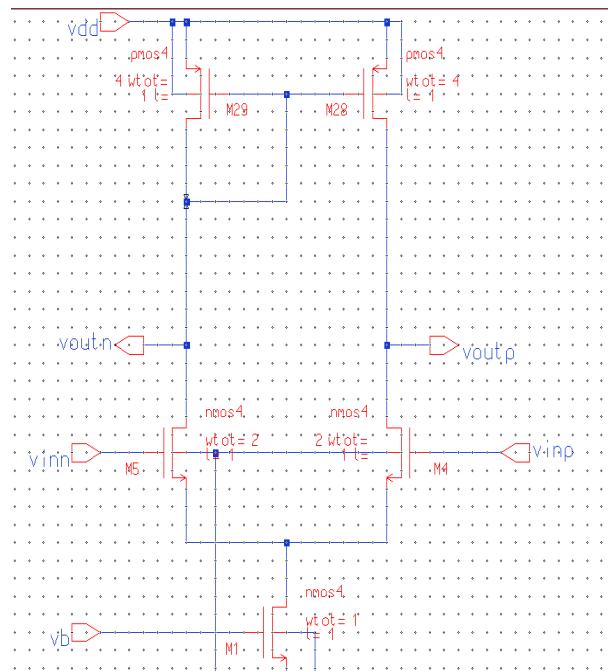 vdd
pmos4
pmos4
4 wtot=
wtot= 4
1 l=
l= 1
M29
M28
voutn
voutp
nmos4
nmos4
wtot= 2
2 wtot=
l= 1
1 l=
vinn
vinp
M5
M4
nmos4
wtot= 1
l= 1
vb
M1